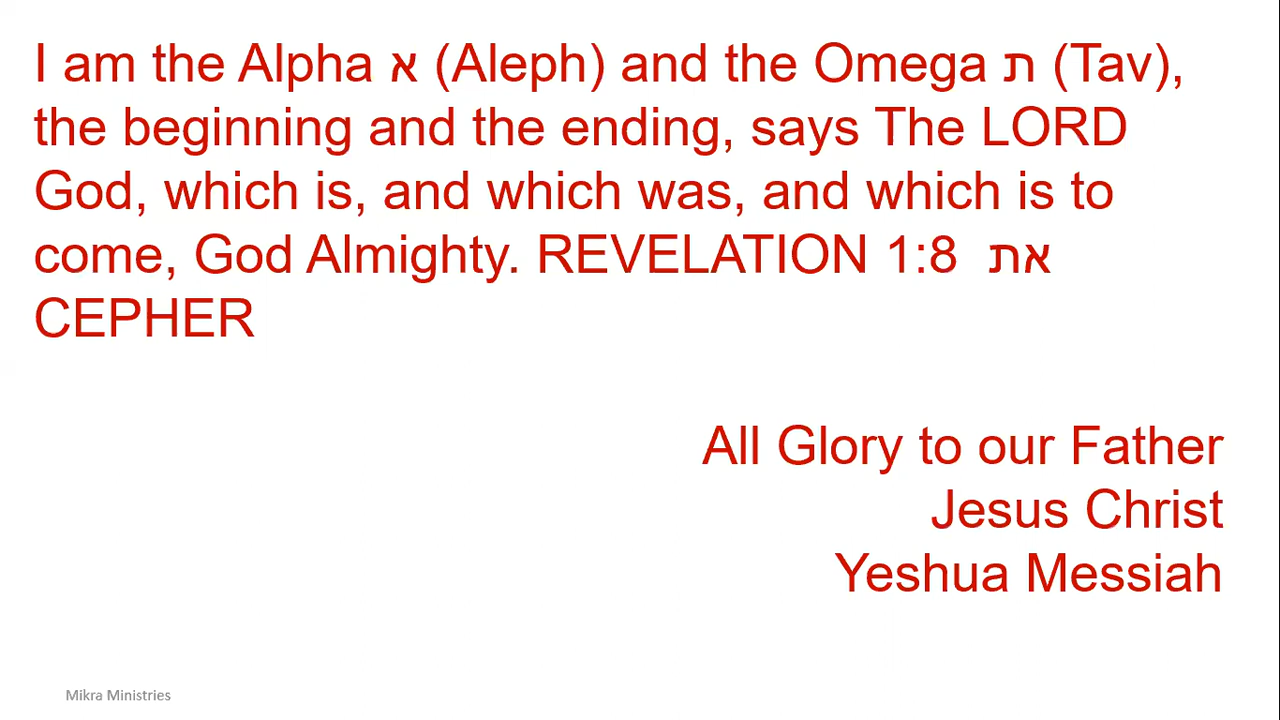 I am the Alpha א (Aleph) and the Omega ת (Tav),
the beginning and the ending, says The LORD
God, which is, and which was, and which is to
come, God Almighty. REVELATION 1:8 את
CEPHER
All Glory to our Father
Jesus Christ
Yeshua Messiah
Mikra Ministries